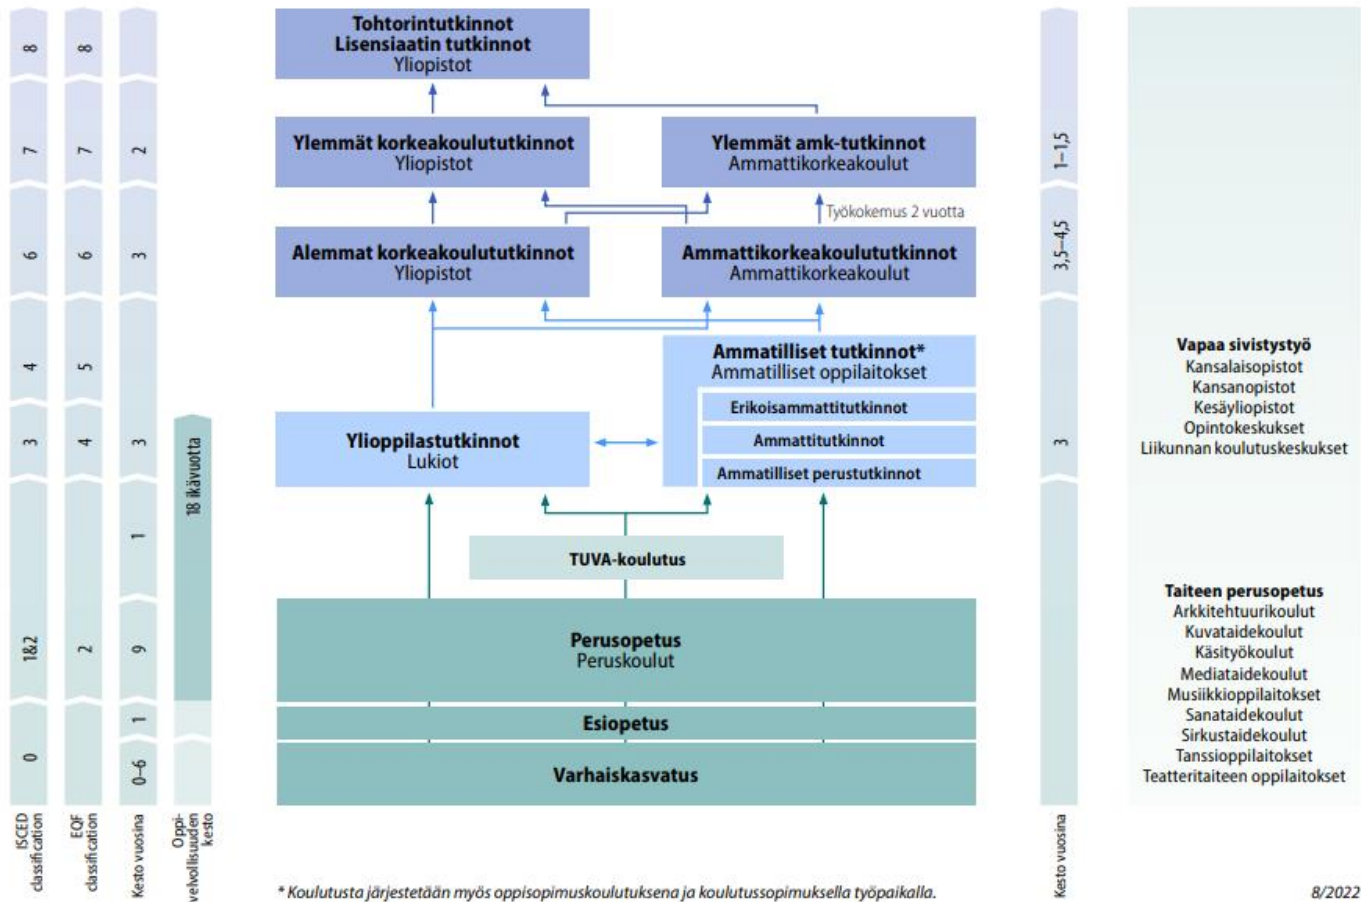 8
7
6
4
3
1&2
0
ISCED
classification
8
7
6
5
4
2
EQF
classification
2
3
3
1
9
1
0–6
Kesto vuosina
18 ikävuotta
Oppi-
velvollisuuden
kesto
Tohtorintutkinnot
Lisensiaatin tutkinnot
Yliopistot
Ylemmät korkeakoulututkinnot
Yliopistot
Ylemmät amk-tutkinnot
Ammattikorkeakoulut
Työkokemus 2 vuotta
Alemmat korkeakoulututkinnot
Yliopistot
Ammattikorkeakoulututkinnot
Ammattikorkeakoulut
Ammatilliset tutkinnot*
Ammatilliset oppilaitokset
Erikoisammattitutkinnot
Ammattitutkinnot
Ammatilliset perustutkinnot
Ylioppilastutkinnot
Lukiot
TUVA-koulutus
Perusopetus
Peruskoulut
Esiopetus
Varhaiskasvatus
1–1,5
3,5–4,5
3
Kesto vuosina
Vapaa sivistystyö
Kansalaisopistot
Kansanopistot
Kesäyliopistot
Opintokeskukset
Liikunnan koulutuskeskukset
Taiteen perusopetus
Arkkitehtuurikoulut
Kuvataidekoulut
Käsityökoulut
Mediataidekoulut
Musiikkioppilaitokset
Sanataidekoulut
Sirkustaidekoulut
Tanssioppilaitokset
Teatteritaiteen oppilaitokset
* Koulutusta järjestetään myös oppisopimuskoulutuksena ja koulutussopimuksella työpaikalla.
8/2022